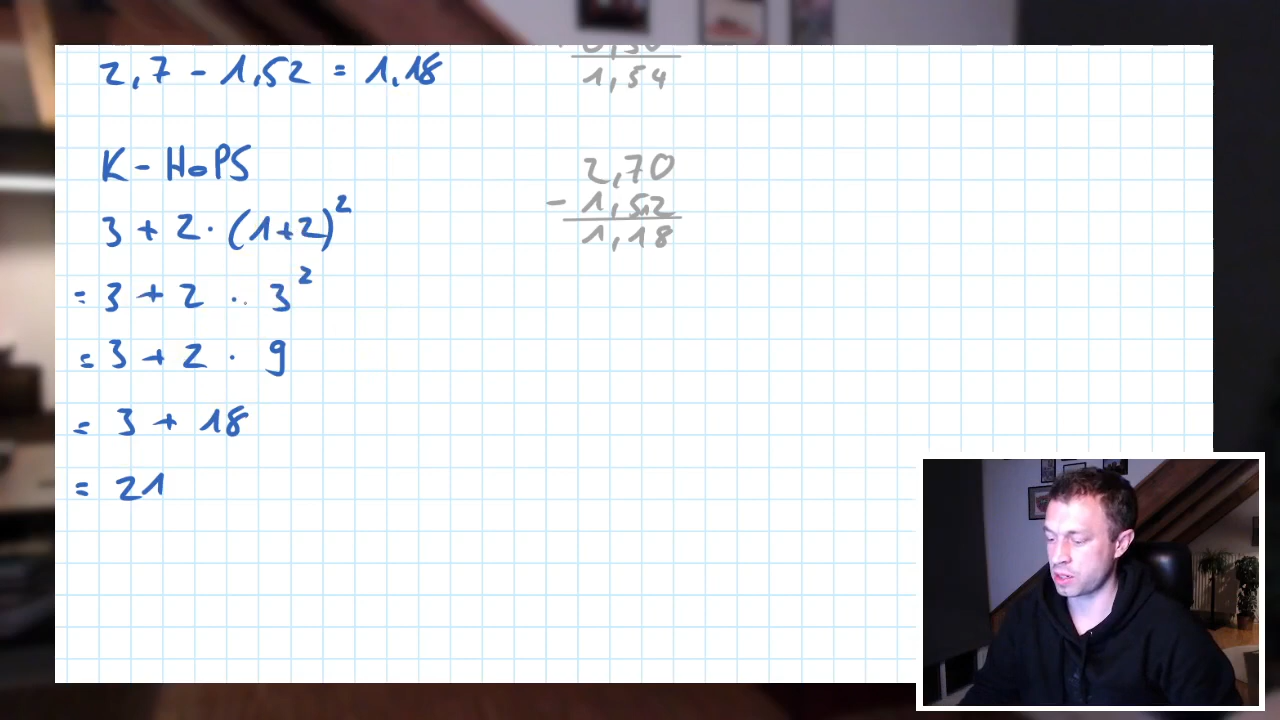 2,7 - 1,52 = 1,18
K - HoPS
3 + 2 · (1+2)²
= 3 + 2 · 3²
= 3 + 2 · 9
= 3 + 18
= 21
1,54
2,70
- 1,52
1,18